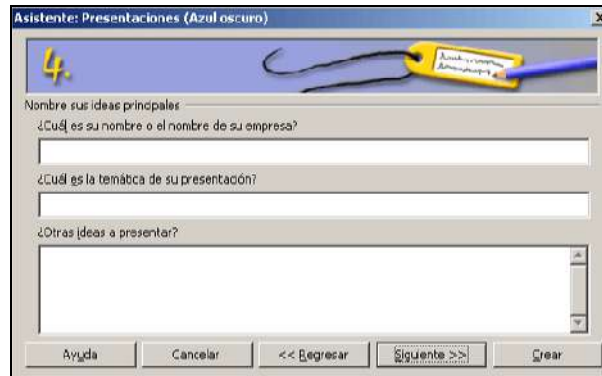 Asistente: Presentaciones (Azul oscuro)
4.
Nombre sus ideas principales
¿Cuál es su nombre o el nombre de su empresa?
¿Cuál es la temática de su presentación?
¿Otras ideas a presentar?
Ayuda Cancelar << Regresar Siguiente >> Crear